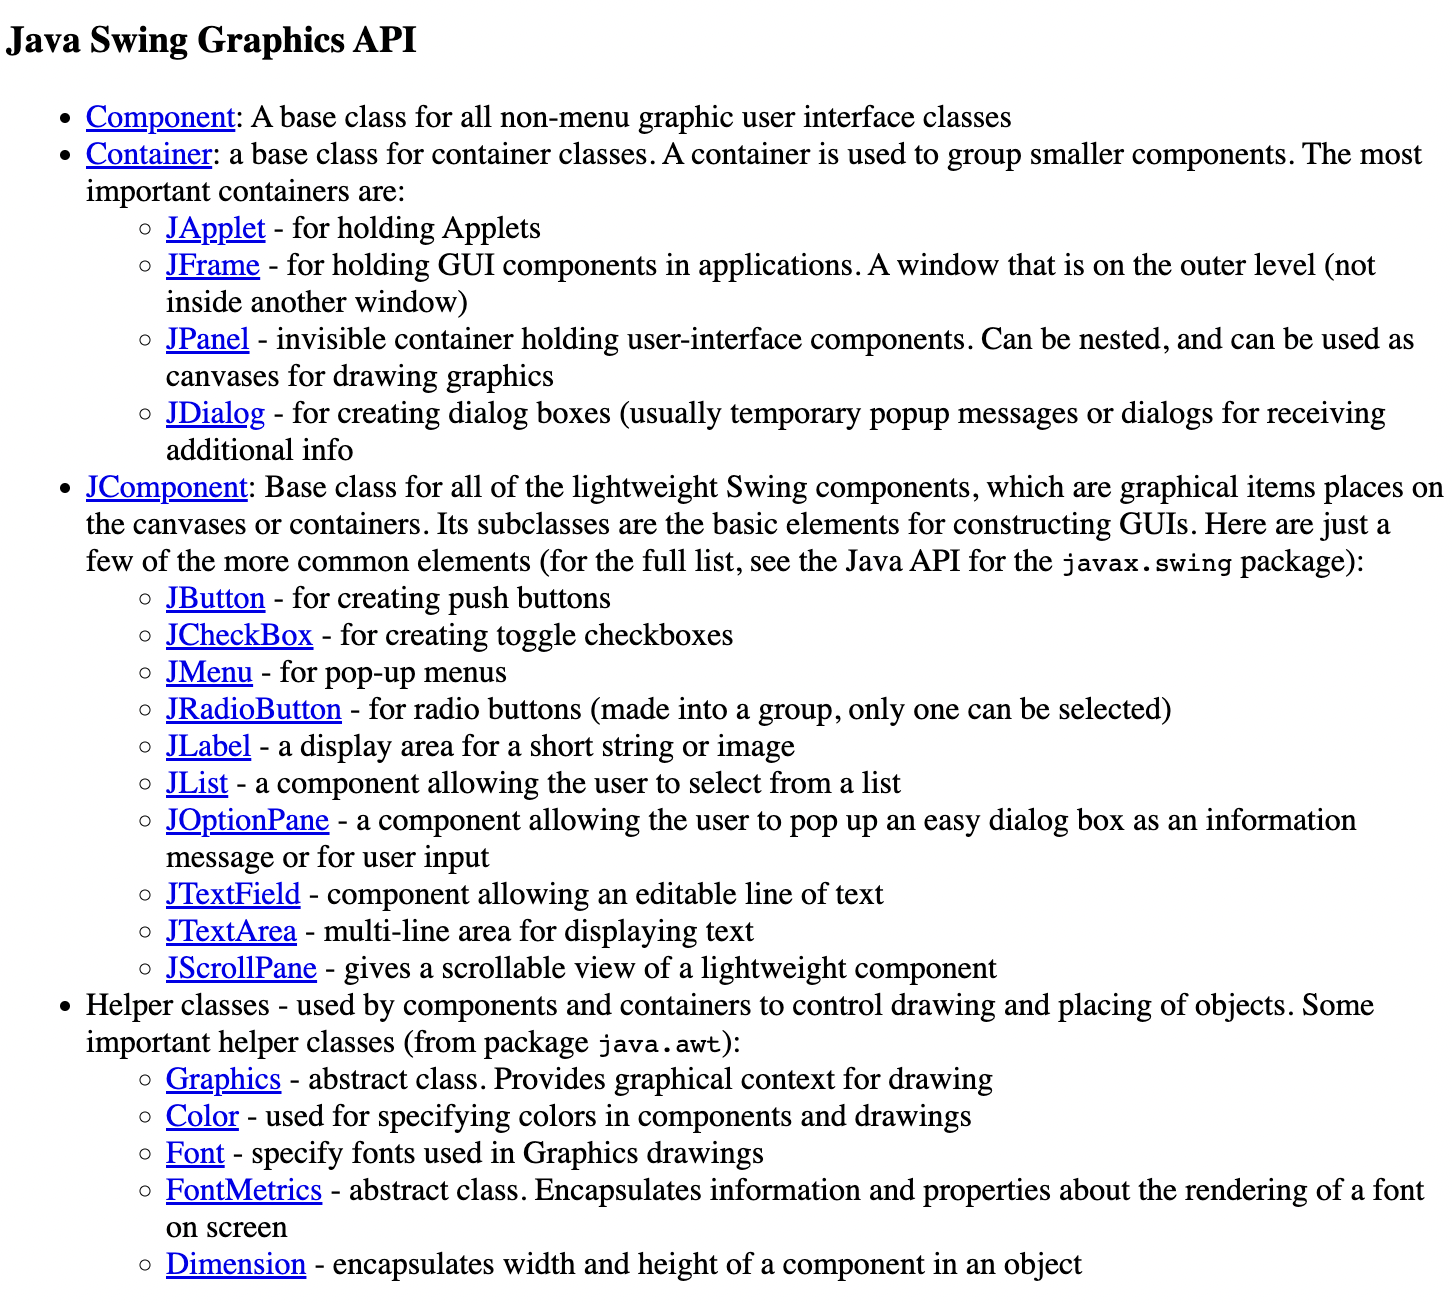 Java Swing Graphics API
• Component: A base class for all non-menu graphic user interface classes
• Container: a base class for container classes. A container is used to group smaller components. The most
important containers are:
◦ JApplet - for holding Applets
◦ JFrame - for holding GUI components in applications. A window that is on the outer level (not
inside another window)
◦ JPanel - invisible container holding user-interface components. Can be nested, and can be used as
canvases for drawing graphics
◦ JDialog - for creating dialog boxes (usually temporary popup messages or dialogs for receiving
additional info
• JComponent: Base class for all of the lightweight Swing components, which are graphical items places on
the canvases or containers. Its subclasses are the basic elements for constructing GUIs. Here are just a
few of the more common elements (for the full list, see the Java API for the javax.swing package):
◦ JButton - for creating push buttons
◦ JCheckBox - for creating toggle checkboxes
◦ JMenu - for pop-up menus
◦ JRadioButton - for radio buttons (made into a group, only one can be selected)
◦ JLabel - a display area for a short string or image
◦ JList - a component allowing the user to select from a list
◦ JOptionPane - a component allowing the user to pop up an easy dialog box as an information
message or for user input
◦ JTextField - component allowing an editable line of text
◦ JTextArea - multi-line area for displaying text
◦ JScrollPane - gives a scrollable view of a lightweight component
• Helper classes - used by components and containers to control drawing and placing of objects. Some
important helper classes (from package java.awt):
◦ Graphics - abstract class. Provides graphical context for drawing
◦ Color - used for specifying colors in components and drawings
◦ Font - specify fonts used in Graphics drawings
◦ FontMetrics - abstract class. Encapsulates information and properties about the rendering of a font
on screen
◦ Dimension - encapsulates width and height of a component in an object